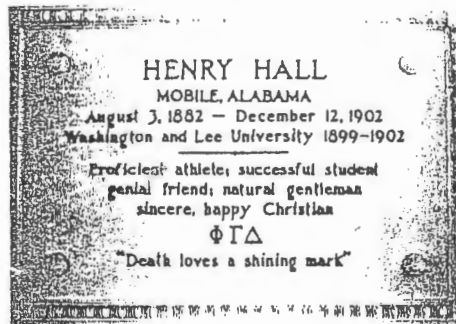 HENRY HALL
MOBILE, ALABAMA
August 3, 1882 — December 12, 1902
Washington and Lee University 1899-1902
Proficient athlete; successful student
genial friend; natural gentleman
sincere, happy Christian
ΦΓΔ
"Death loves a shining mark"